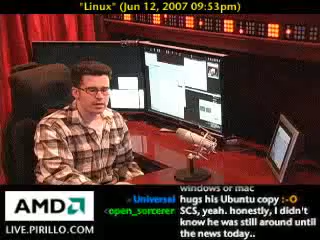 *Linux* (Jun 12, 2007 09:53pm)
windows or mac
Universal hugs his Ubuntu copy :-O
open_sorcerer SCS, yeah. honestly, I didn't
know he was still around until
the news today..
AMD
LIVE.PIRILLO.COM